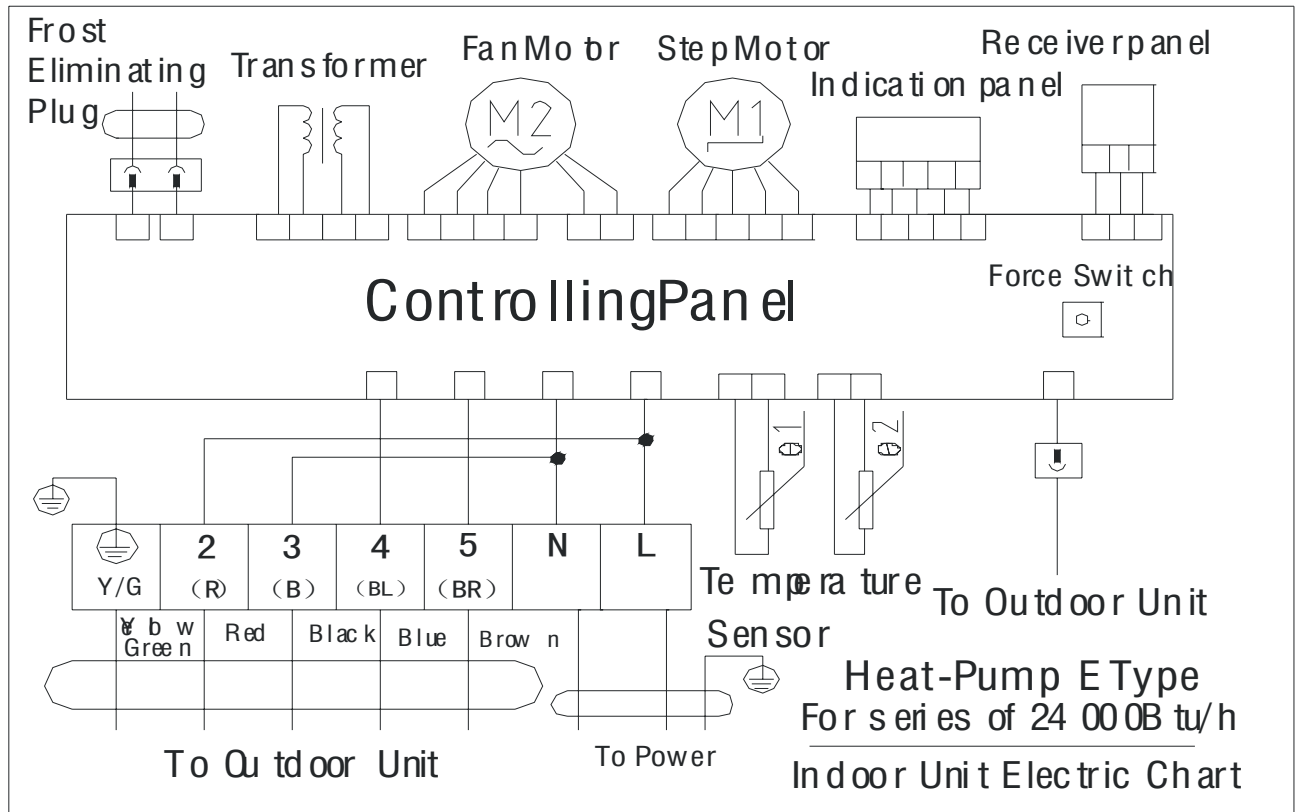 Frost
Eliminating
Plug
Transformer
FanMotor
StepMotor
Receiverpanel
Indication panel
M2
M1
Force Switch
ControllingPanel
2
3
4
5
N
L
Y/G
(R)
(B)
(BL)
(BR)
Green
Red
Black
Blue
Brown
Temperature
Sensor
To Outdoor Unit
To Outdoor Unit
To Power
Heat-Pump E Type
For series of 24000Btu/h
Indoor Unit Electric Chart